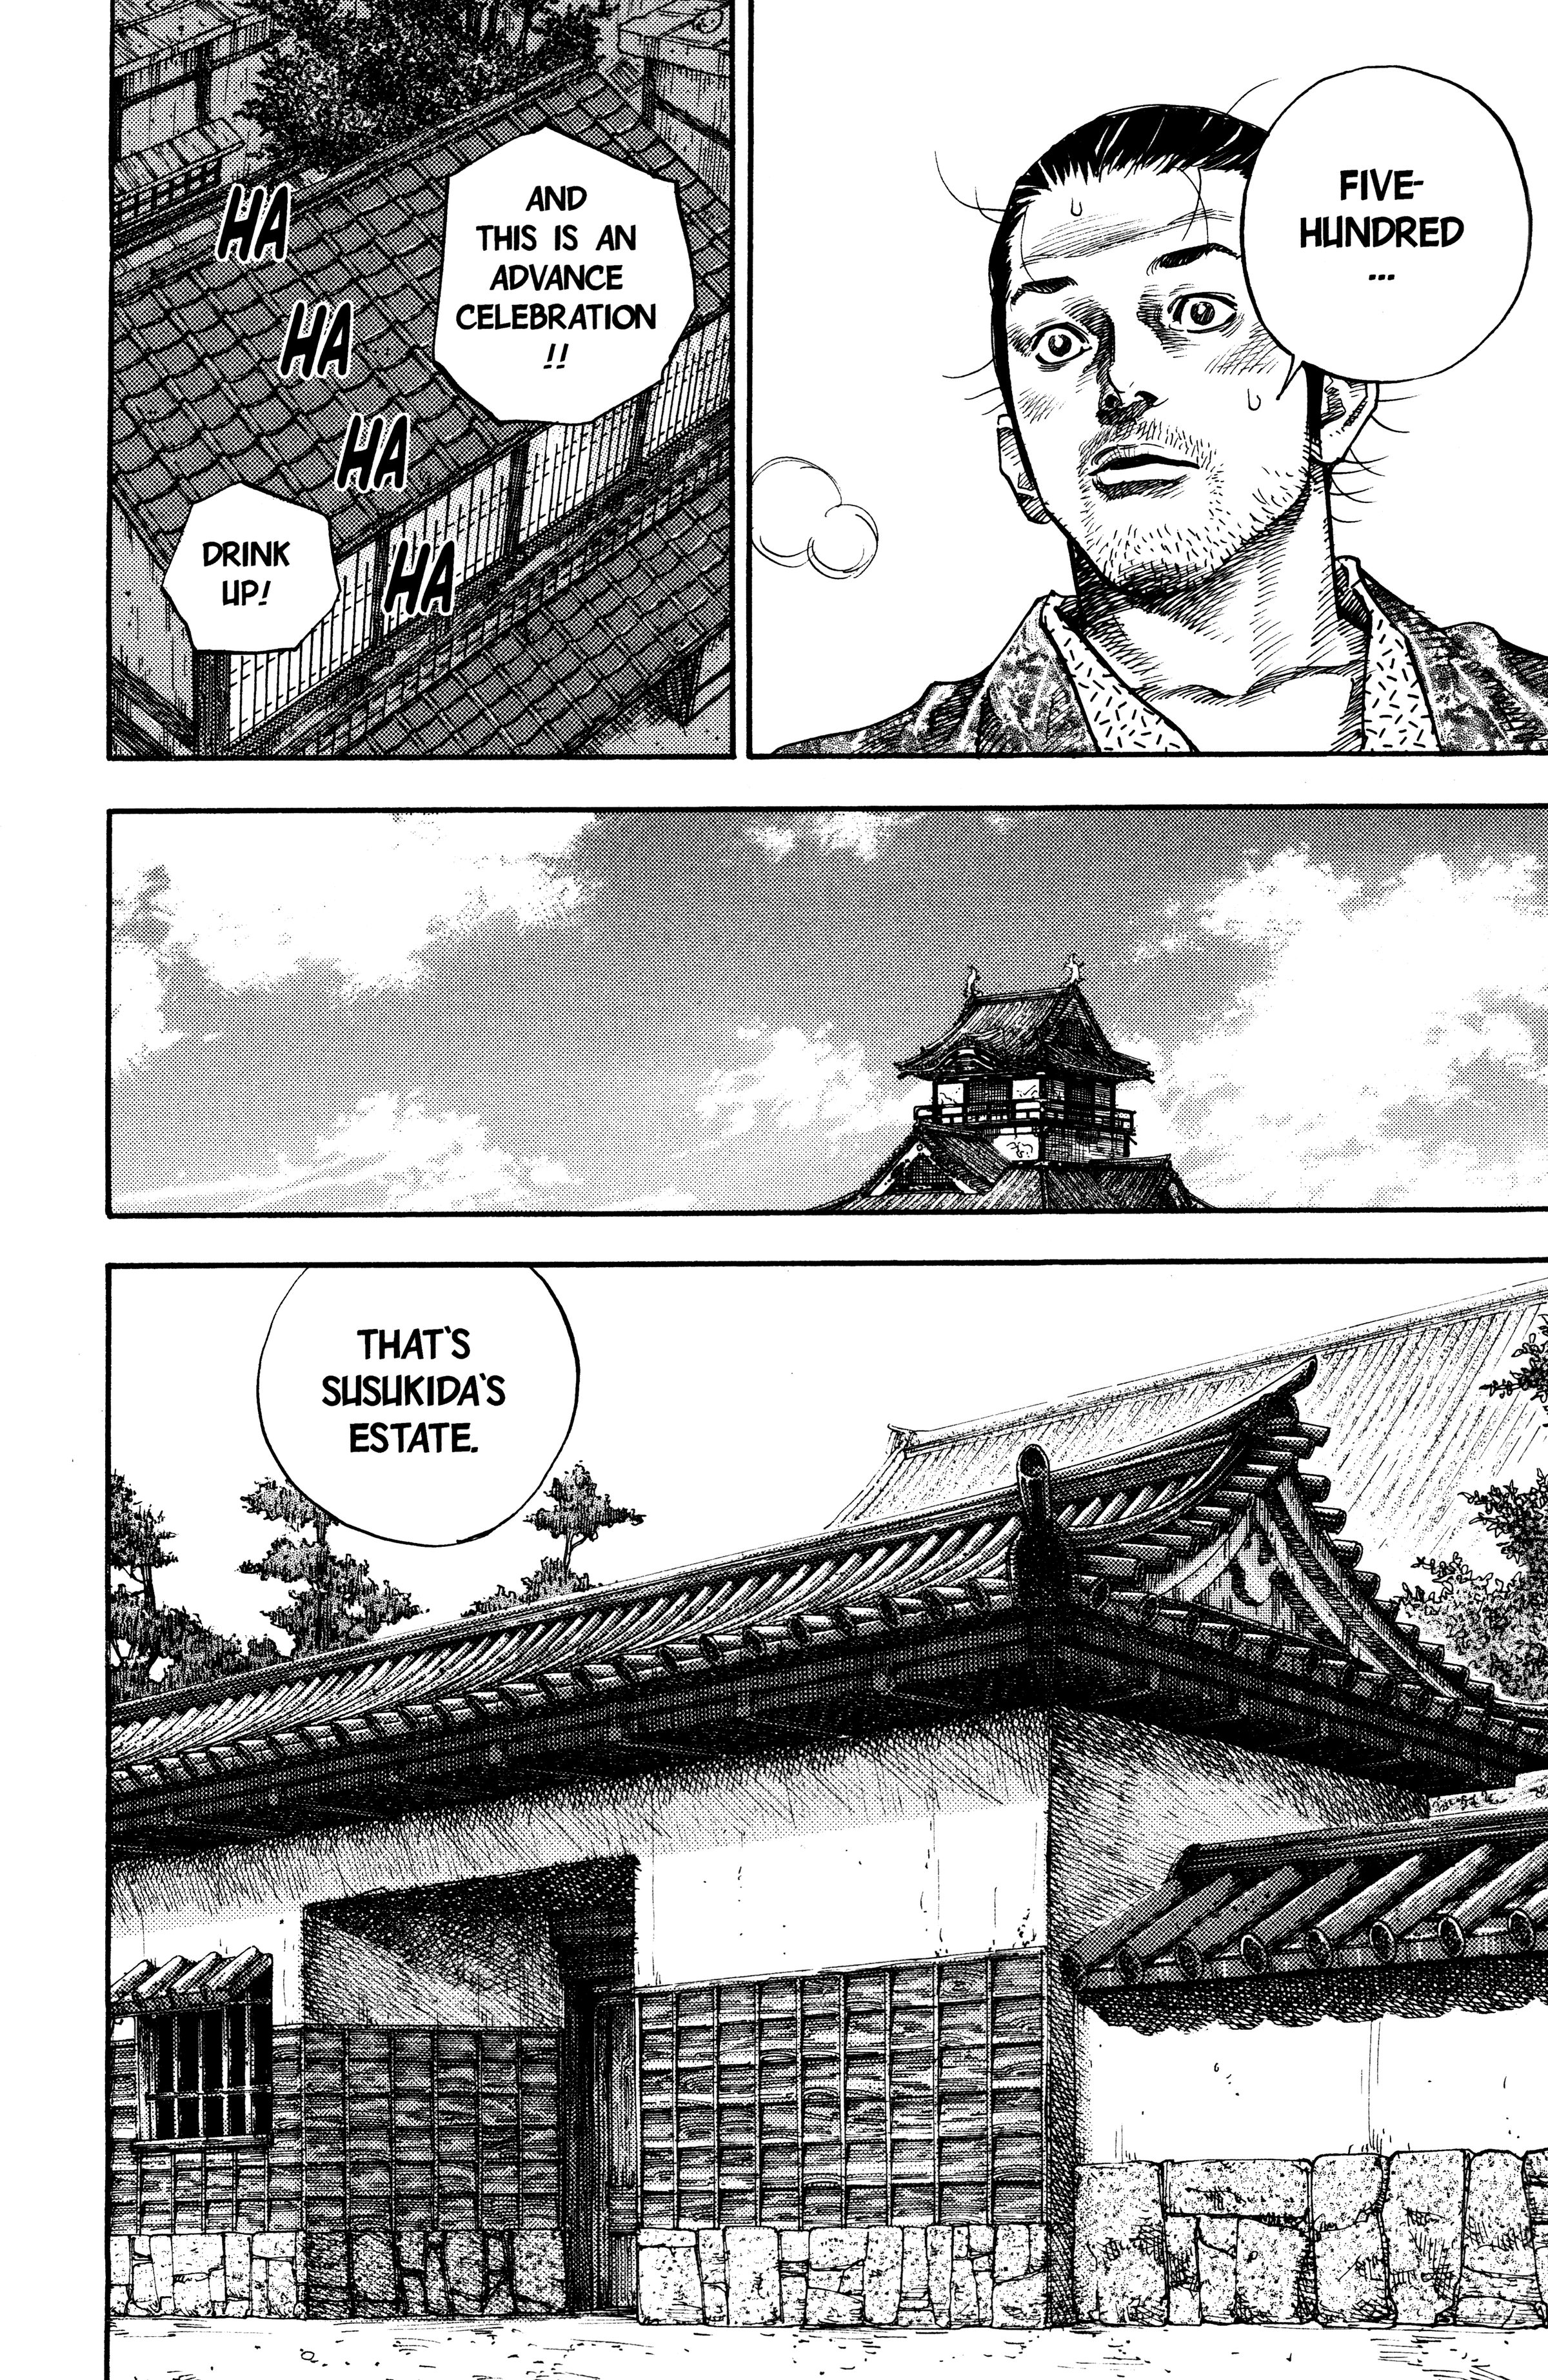 FIVE-
HUNDRED
...
AND
THIS IS AN
ADVANCE
CELEBRATION
!!
HA
HA
HA
HA
DRINK
UP!
THAT'S
SUSUKIDA'S
ESTATE.